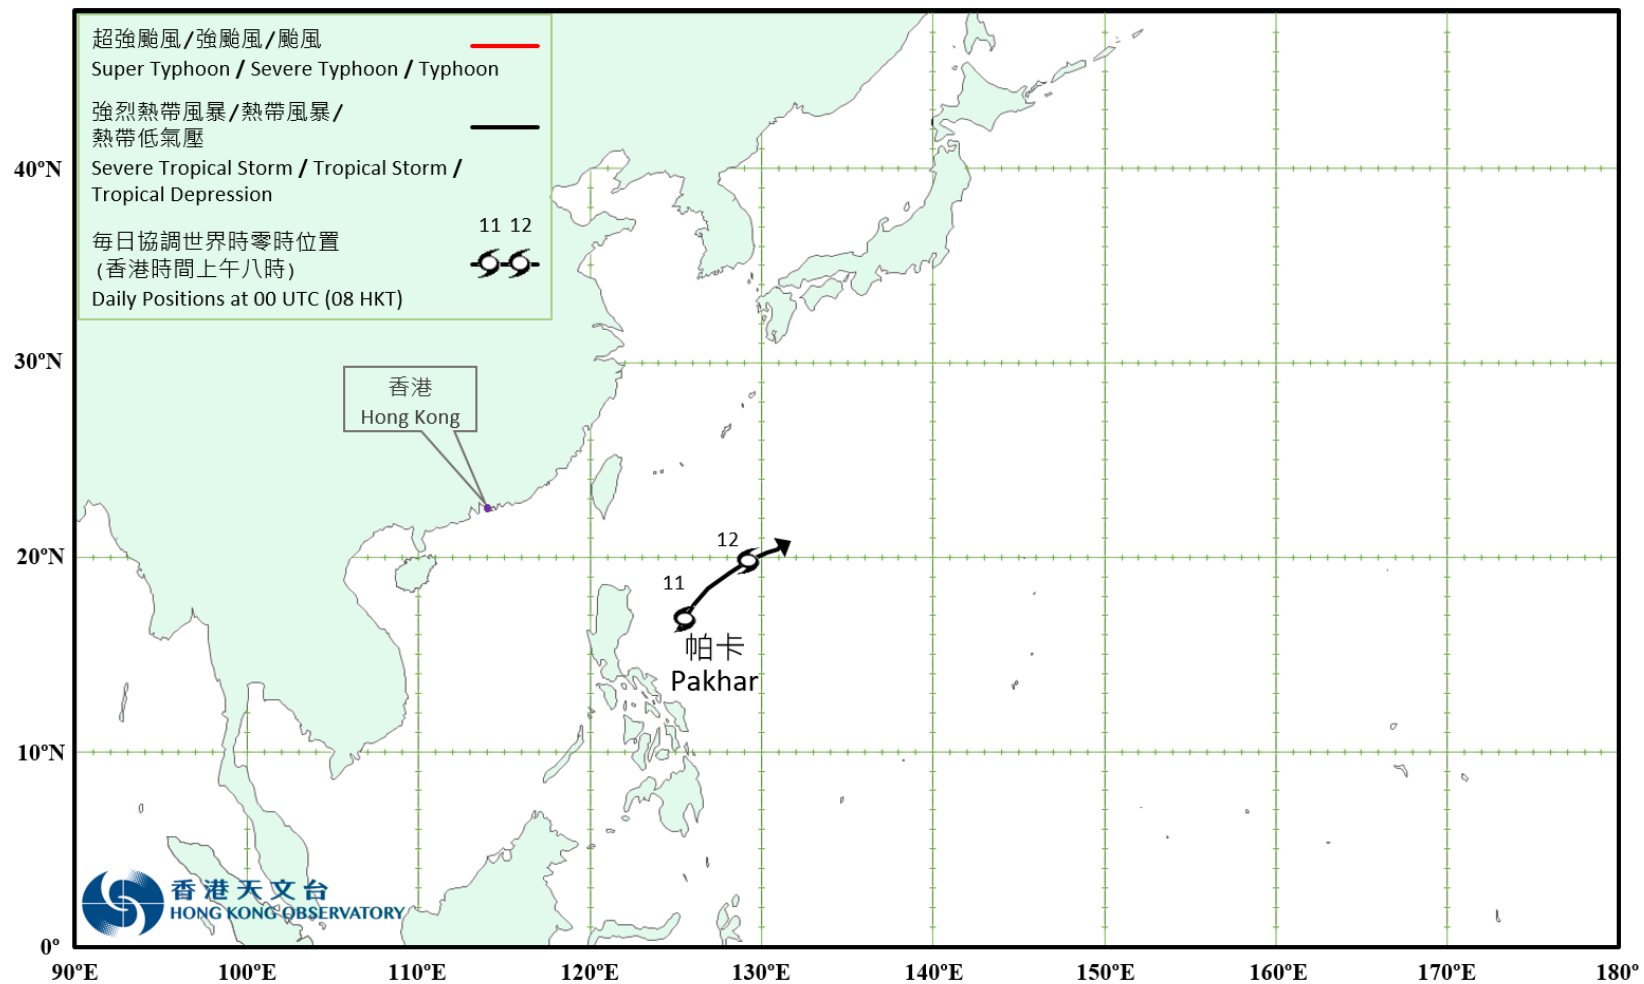 超強颱風/強颱風/颱風
Super Typhoon / Severe Typhoon / Typhoon
強烈熱帶風暴/熱帶風暴/
熱帶低氣壓
Severe Tropical Storm / Tropical Storm /
Tropical Depression
11 12
每日協調世界時零時位置
(香港時間上午八時)
Daily Positions at 00 UTC (08 HKT)
40°N
30°N
香港
Hong Kong
20°N
12
11
帕卡
Pakhar
10°N
香港天文台
HONG KONG OBSERVATORY
0°
90°E 100°E 110°E 120°E 130°E 140°E 150°E 160°E 170°E 180°